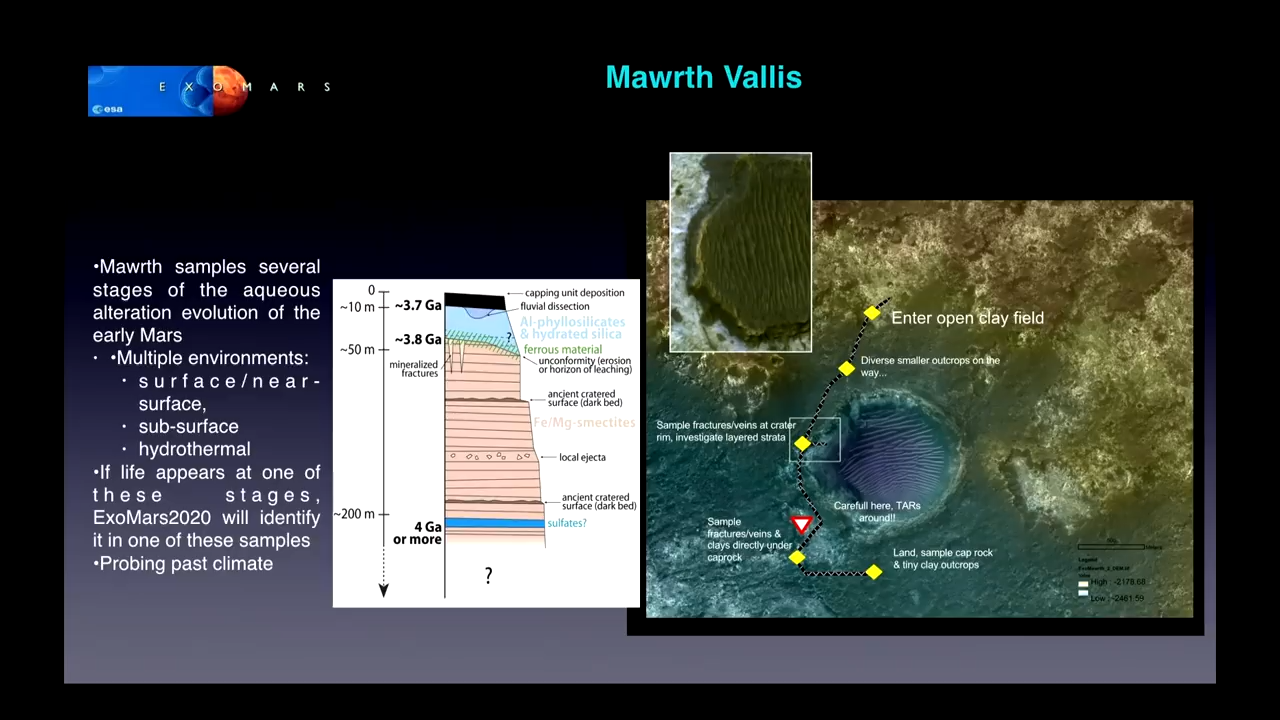 Mawrth Vallis
E X O M A R S
esa
•Mawrth samples several
stages of the aqueous
alteration evolution of the
early Mars
• •Multiple environments:
• surface/near-
surface,
• sub-surface
• hydrothermal
•If life appears at one of
these stages,
ExoMars2020 will identify
it in one of these samples
•Probing past climate
0
~10 m
~50 m
~200 m
~3.7 Ga
~3.8 Ga
4 Ga
or more
capping unit deposition
fluvial dissection
Al-phyllosilicates
& hydrated silica
?
ferrous material
unconformity (erosion
or horizon of leaching)
mineralized
fractures
ancient cratered
surface (dark bed)
Fe/Mg-smectites
local ejecta
ancient cratered
surface (dark bed)
sulfates?
?
Enter open clay field
Diverse smaller outcrops on the
way...
Sample fractures/veins at crater
rim, investigate layered strata
Carefull here, TARs
around!!
Sample
fractures/veins &
clays directly under
caprock
Land, sample cap rock
& tiny clay outcrops
Legend
High : -2178.68
Low : -2461.59